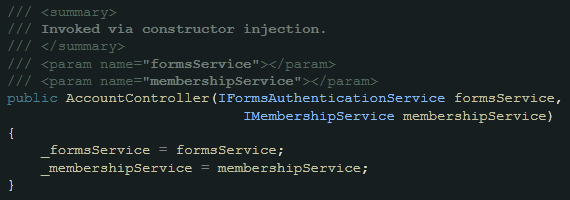 /// <summary>
/// Invoked via constructor injection.
/// </summary>
/// <param name="formsService"></param>
/// <param name="membershipService"></param>
public AccountController(IFormsAuthenticationService formsService,
                         IMembershipService membershipService)
{
    _formsService = formsService;
    _membershipService = membershipService;
}